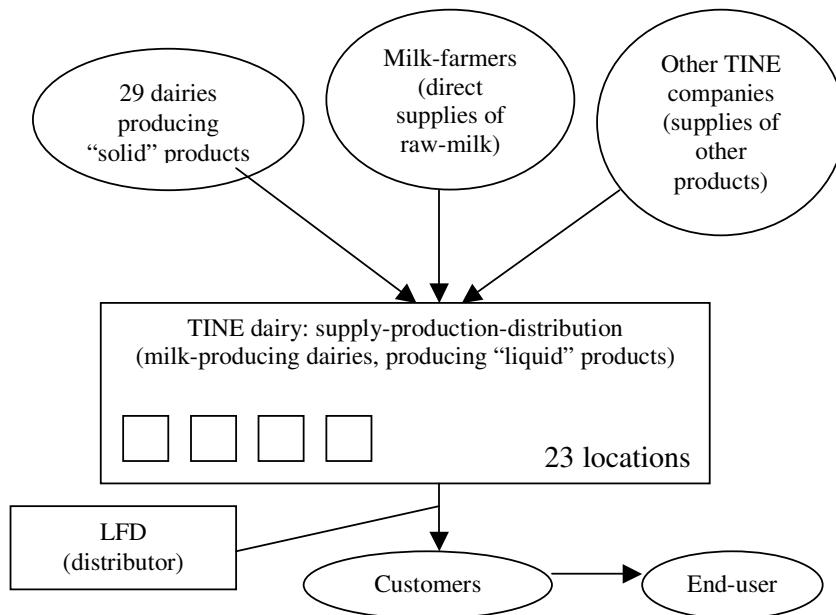 29 dairies
producing
“solid” products
Milk-farmers
(direct
supplies of
raw-milk)
Other TINE
companies
(supplies of
other
products)
TINE dairy: supply-production-distribution
(milk-producing dairies, producing “liquid” products)
23 locations
LFD
(distributor)
Customers
End-user